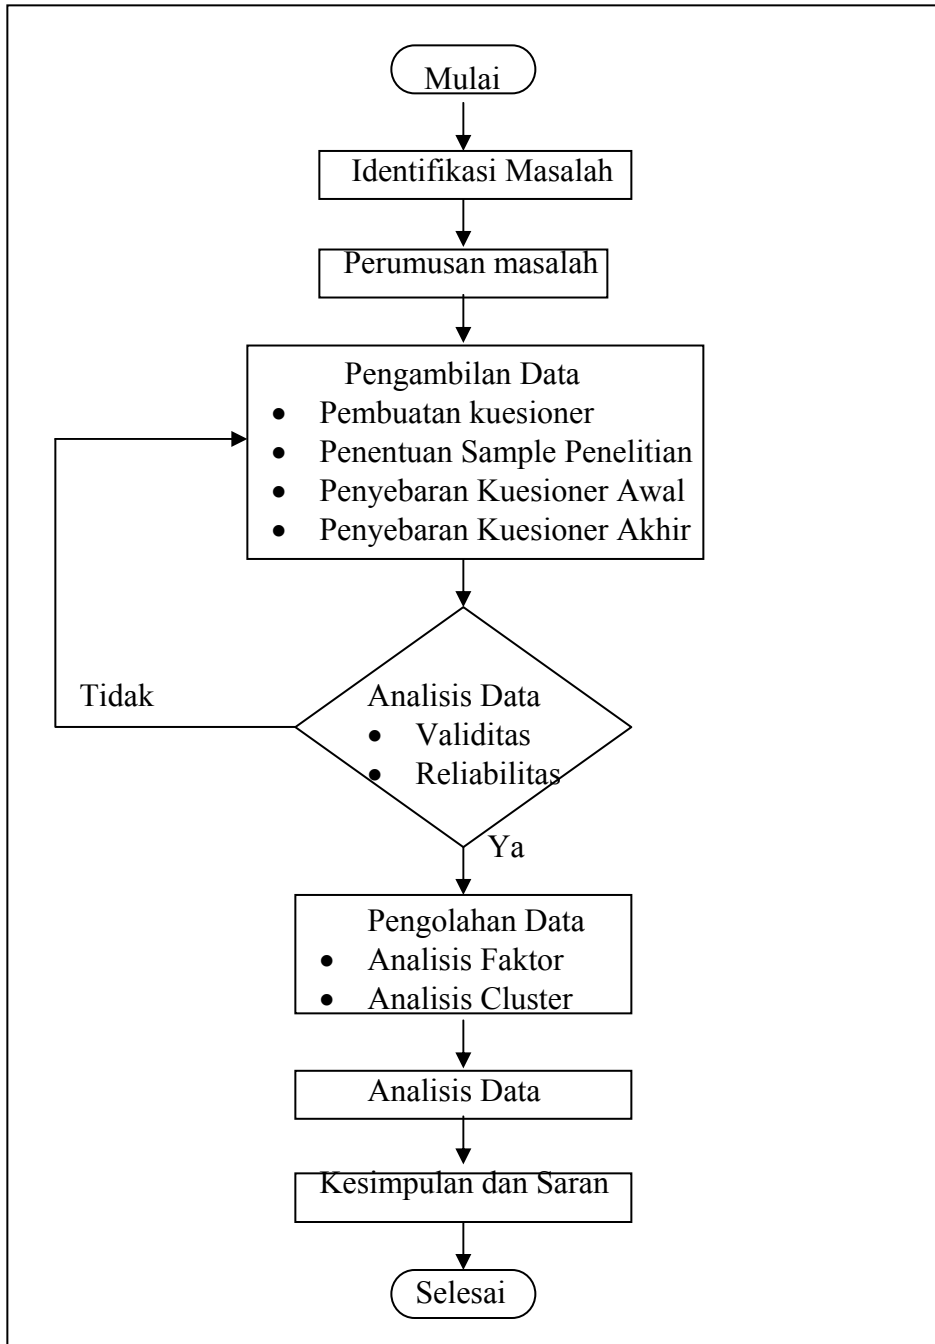 Mulai
Identifikasi Masalah
Perumusan masalah
Pengambilan Data
• Pembuatan kuesioner
• Penentuan Sample Penelitian
• Penyebaran Kuesioner Awal
• Penyebaran Kuesioner Akhir
Tidak
Analisis Data
• Validitas
• Reliabilitas
Ya
Pengolahan Data
• Analisis Faktor
• Analisis Cluster
Analisis Data
Kesimpulan dan Saran
Selesai